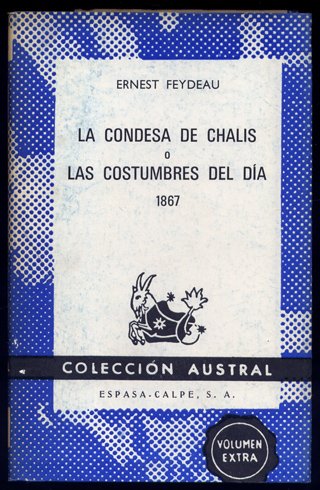 ERNEST FEYDEAU
LA CONDESA DE CHALIS
o
LAS COSTUMBRES DEL DÍA
1867
A
COLECCIÓN AUSTRAL
ESPASA-CALPE, S. A.
VOLUMEN
EXTRA